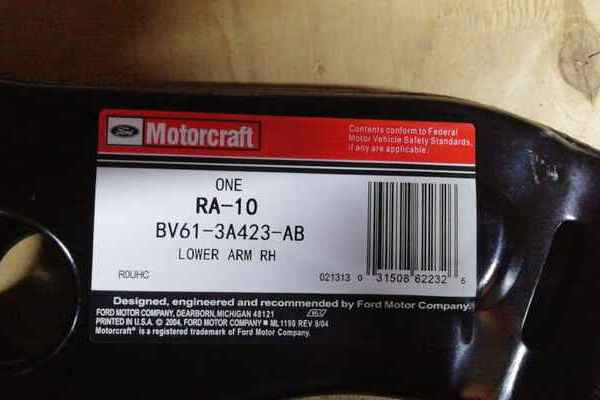 Ford Motorcraft
Contents conform to Federal
Motor Vehicle Safety Standards,
if any are applicable.
ONE
RA-10
BV61-3A423-AB
LOWER ARM RH
R0UHC
021313 0 31508 62232 6
Designed, engineered and recommended by Ford Motor Company
FORD MOTOR COMPANY, DEARBORN, MICHIGAN 48121
PRINTED IN U.S.A. © 2004, FORD MOTOR COMPANY ML1190 REV 9/04
Motorcraft® is a registered trademark of Ford Motor Company.